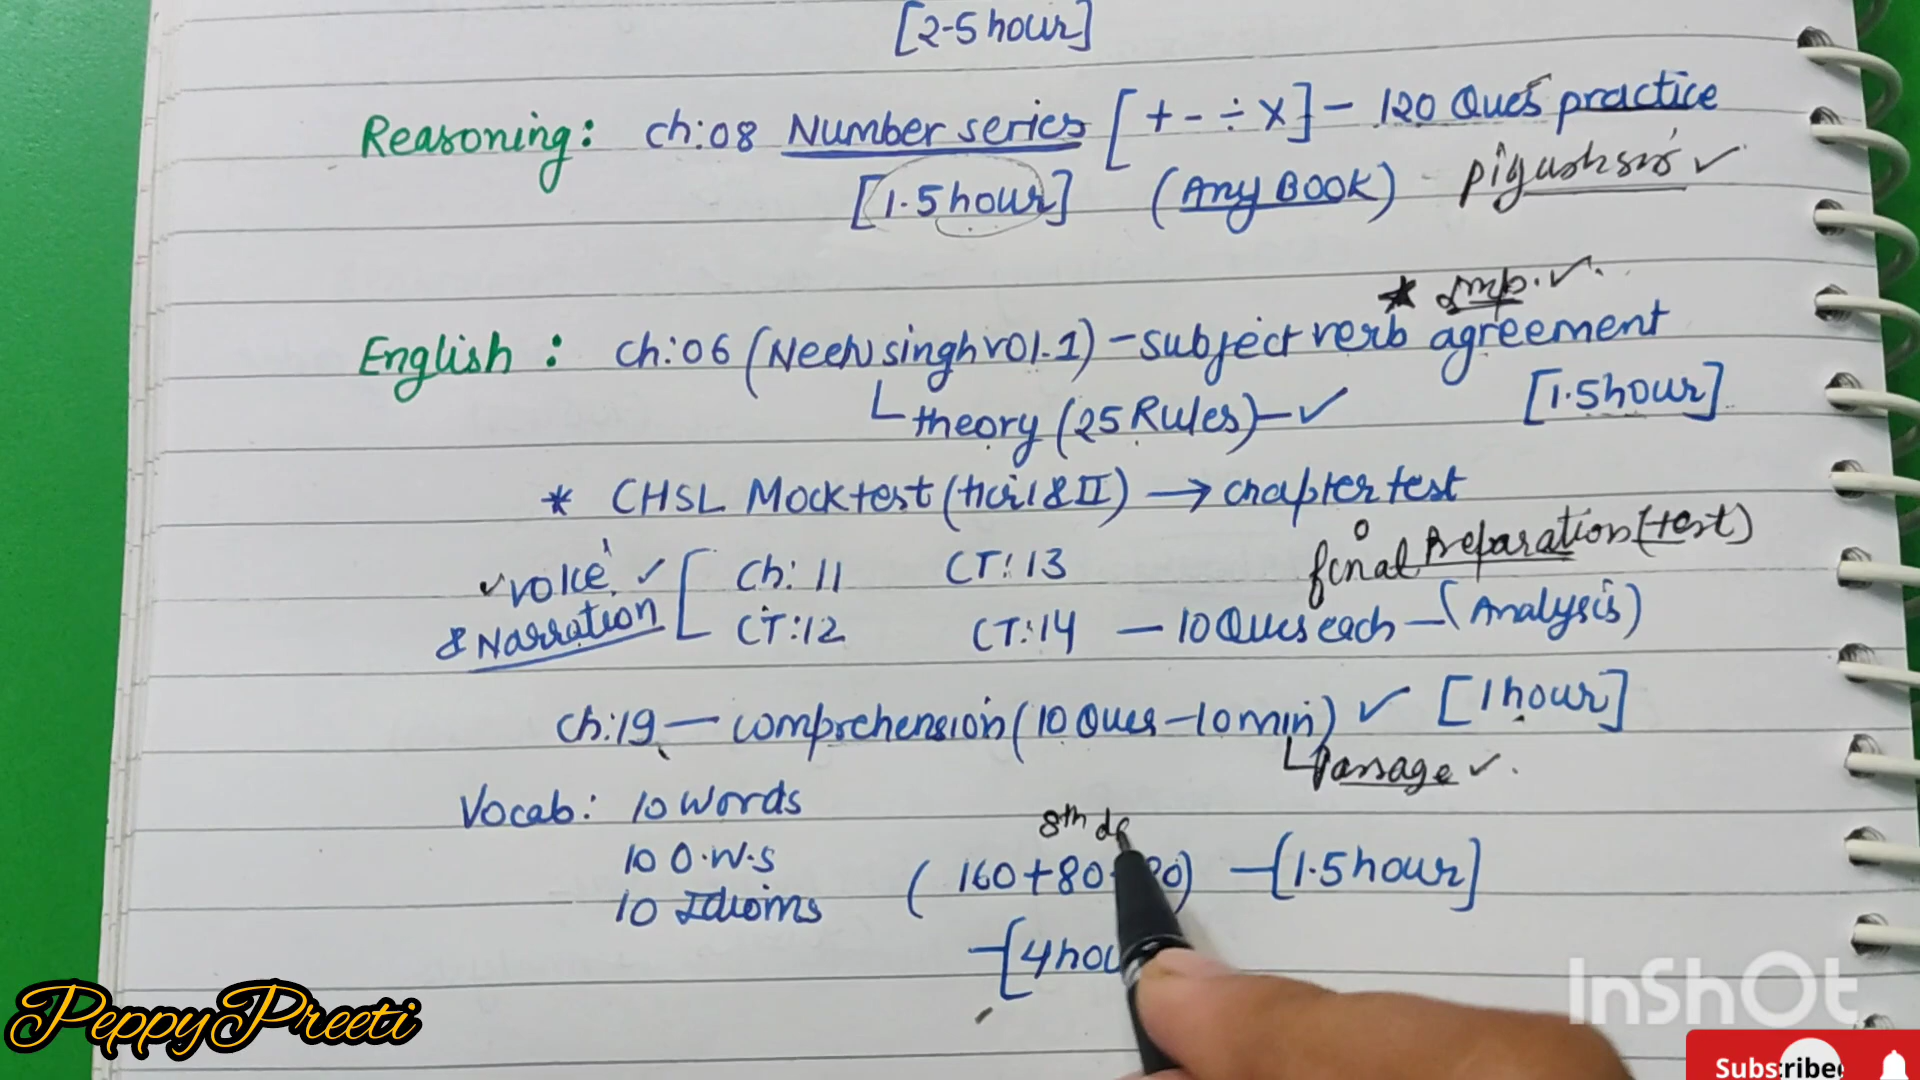 [2-5 hour]
Reasoning: ch:08 Number series [+ - ÷ ×] - 120 Ques practice
[1.5 hour] (Any BOOK) - piyush sir ✓
* Imp. ✓
English: ch:06 (Neetu singh vol.1) - subject verb agreement
theory (25 Rules) - ✓ [1.5 hour]
* CHSL Mock test (tier I & II) → chapter test
final Preparation (test)
✓ voice ✓ Ch: 11 CT: 13
& Narration CT: 12 CT: 14 - 10 Ques each - (Analysis)
Ch: 19 - comprehension (10 Ques - 10 min) ✓ [1 hour]
Passage ✓.
Vocab: 10 words
8th
10 O.W.S (160+80 - [1.5 hour]
10 Idioms
- [4
PeppyPreeti
InShOt
Subscribe